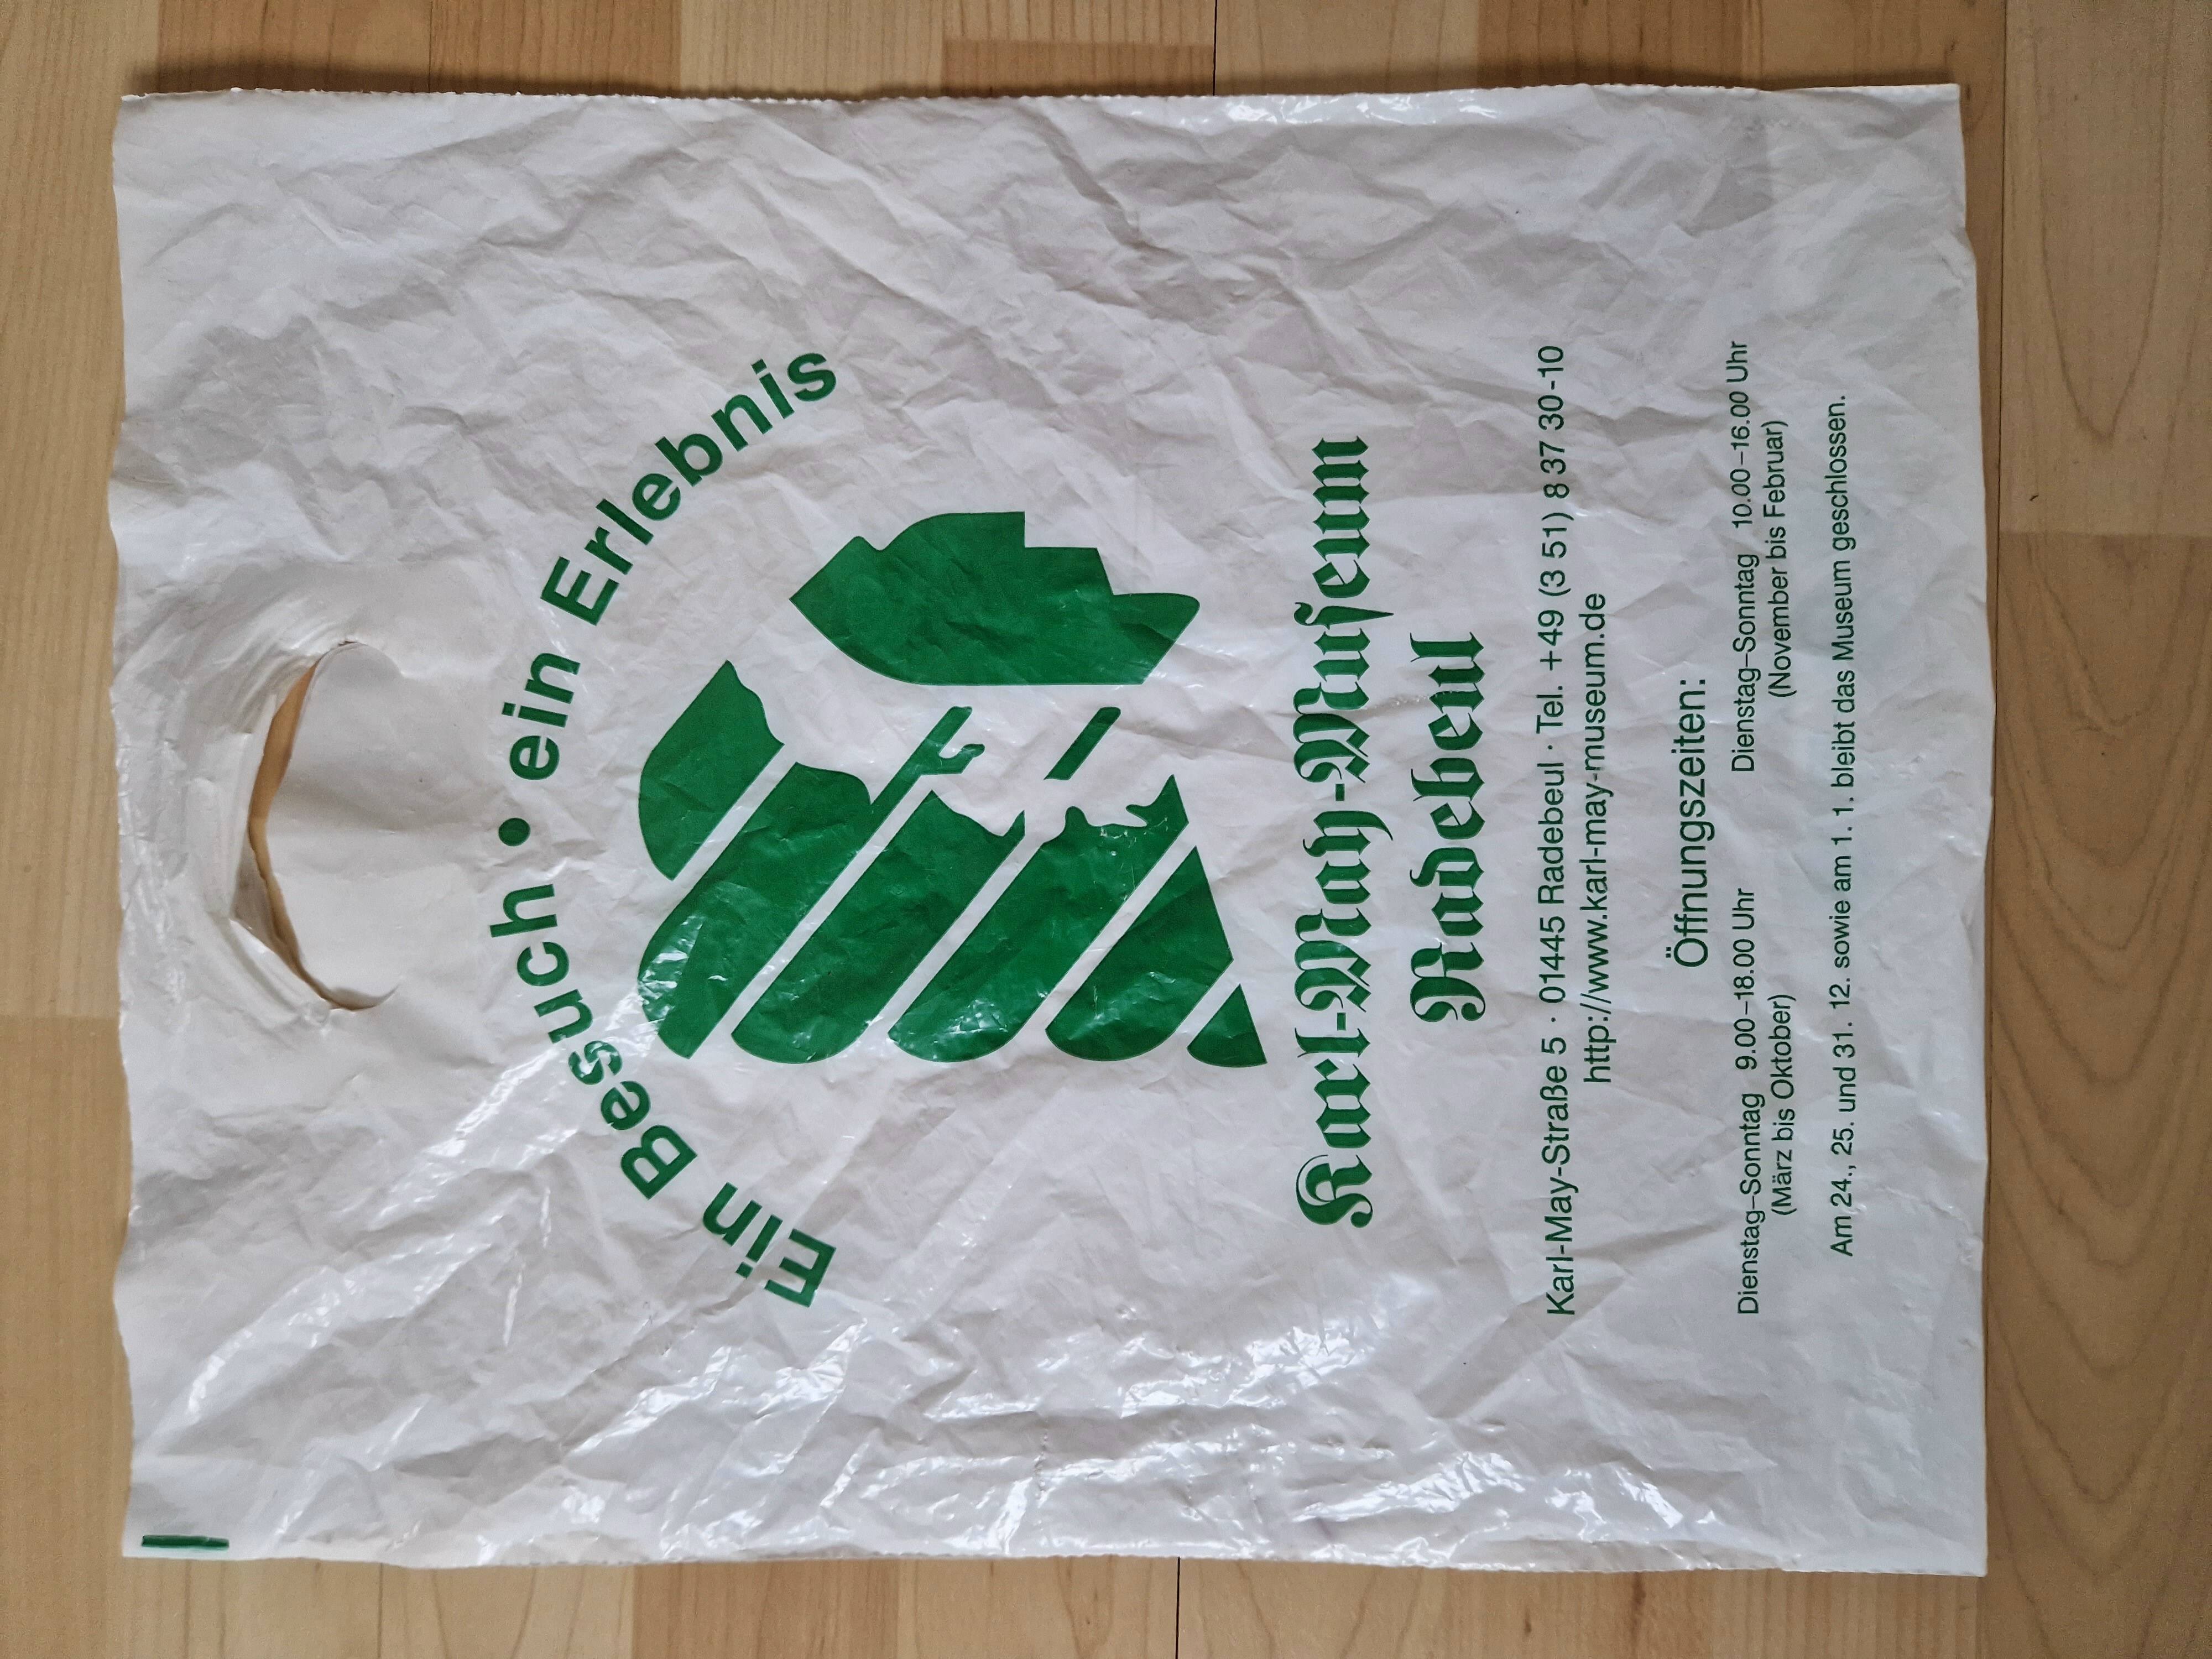 Ein Besuch • ein Erlebnis
Karl-May-Muſeum
Radebeul
Karl-May-Straße 5 · 01445 Radebeul · Tel. +49 (3 51) 8 37 30-10
http://www.karl-may-museum.de
Öffnungszeiten:
Dienstag–Sonntag 9.00–18.00 Uhr Dienstag–Sonntag 10.00–16.00 Uhr
(März bis Oktober) (November bis Februar)
Am 24., 25. und 31. 12. sowie am 1. 1. bleibt das Museum geschlossen.